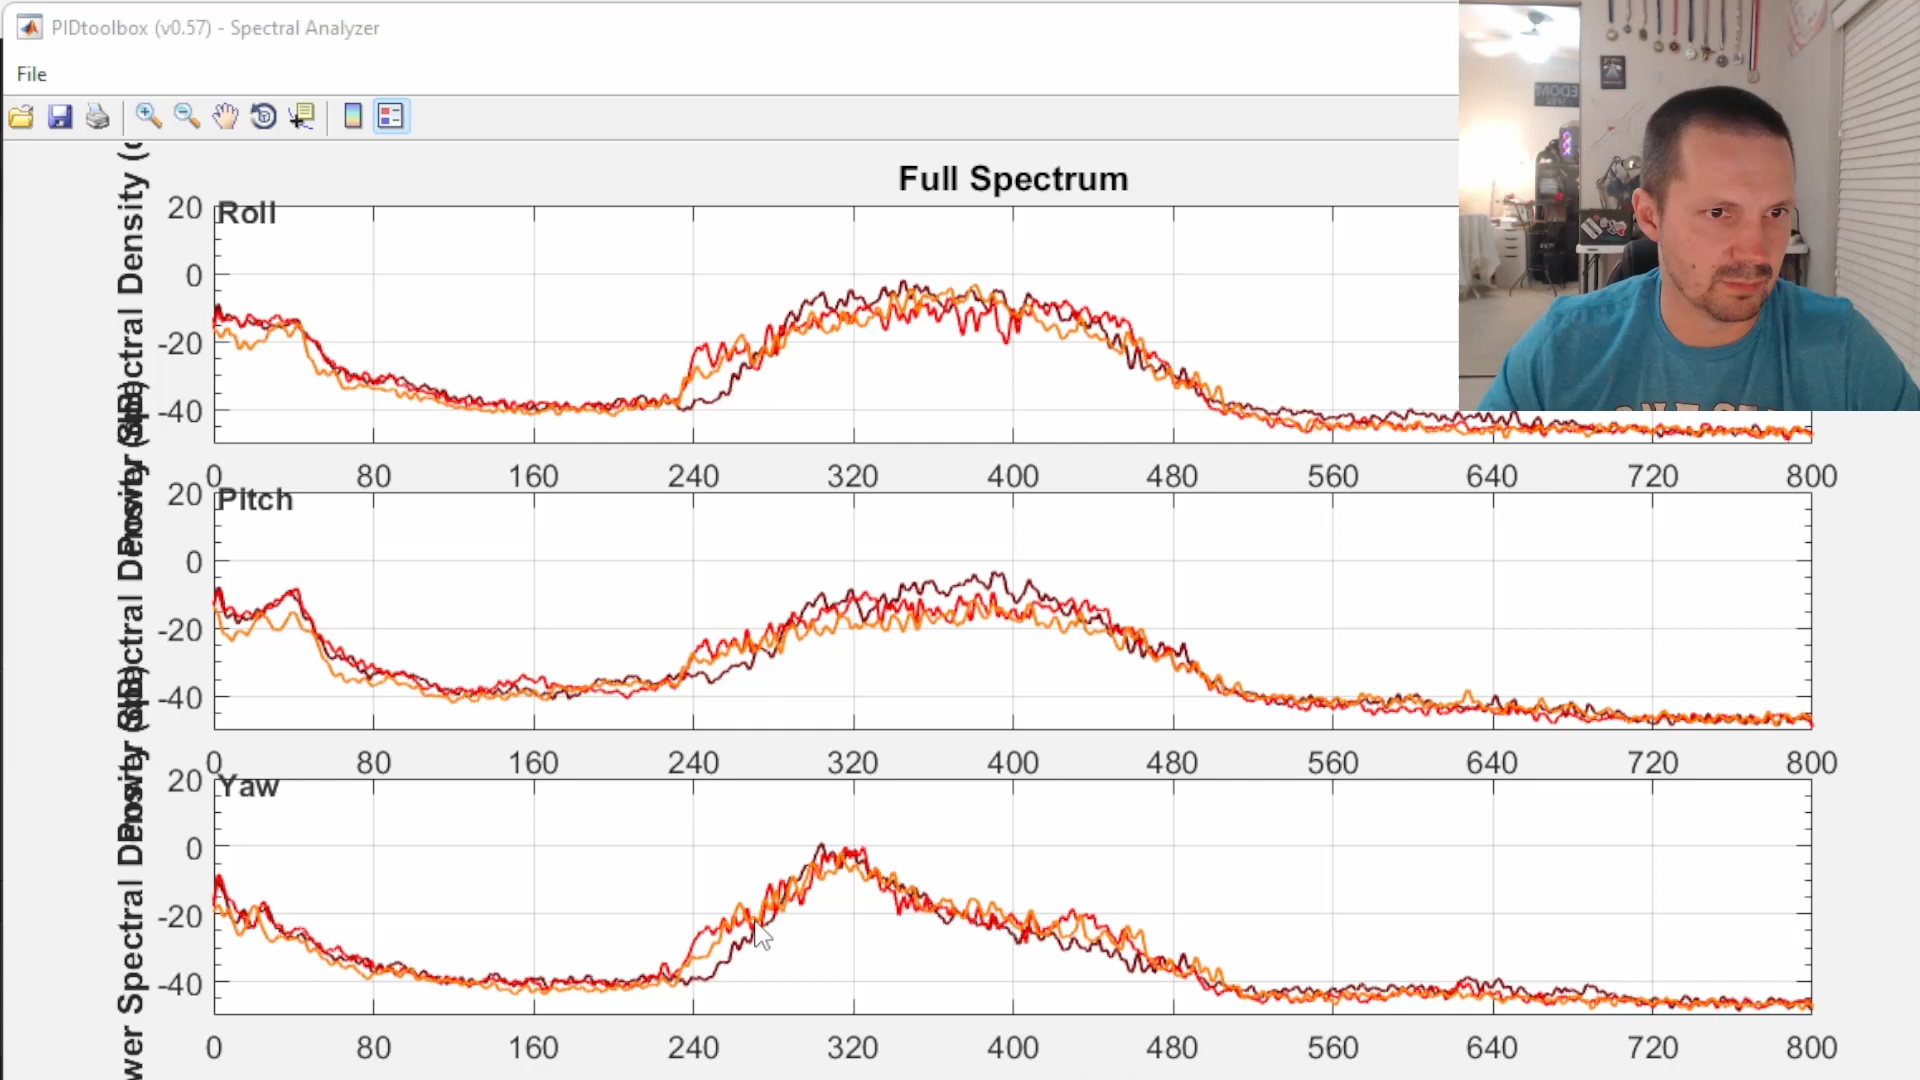 PIDtoolbox (v0.57) - Spectral Analyzer
File
Full Spectrum
Roll
20
0
-20
-40
0 80 160 240 320 400 480 560 640 720 800
Pitch
20
0
-20
-40
0 80 160 240 320 400 480 560 640 720 800
Yaw
20
0
-20
-40
0 80 160 240 320 400 480 560 640 720 800
Spectral Density
Spectral Density
Power Spectral Density